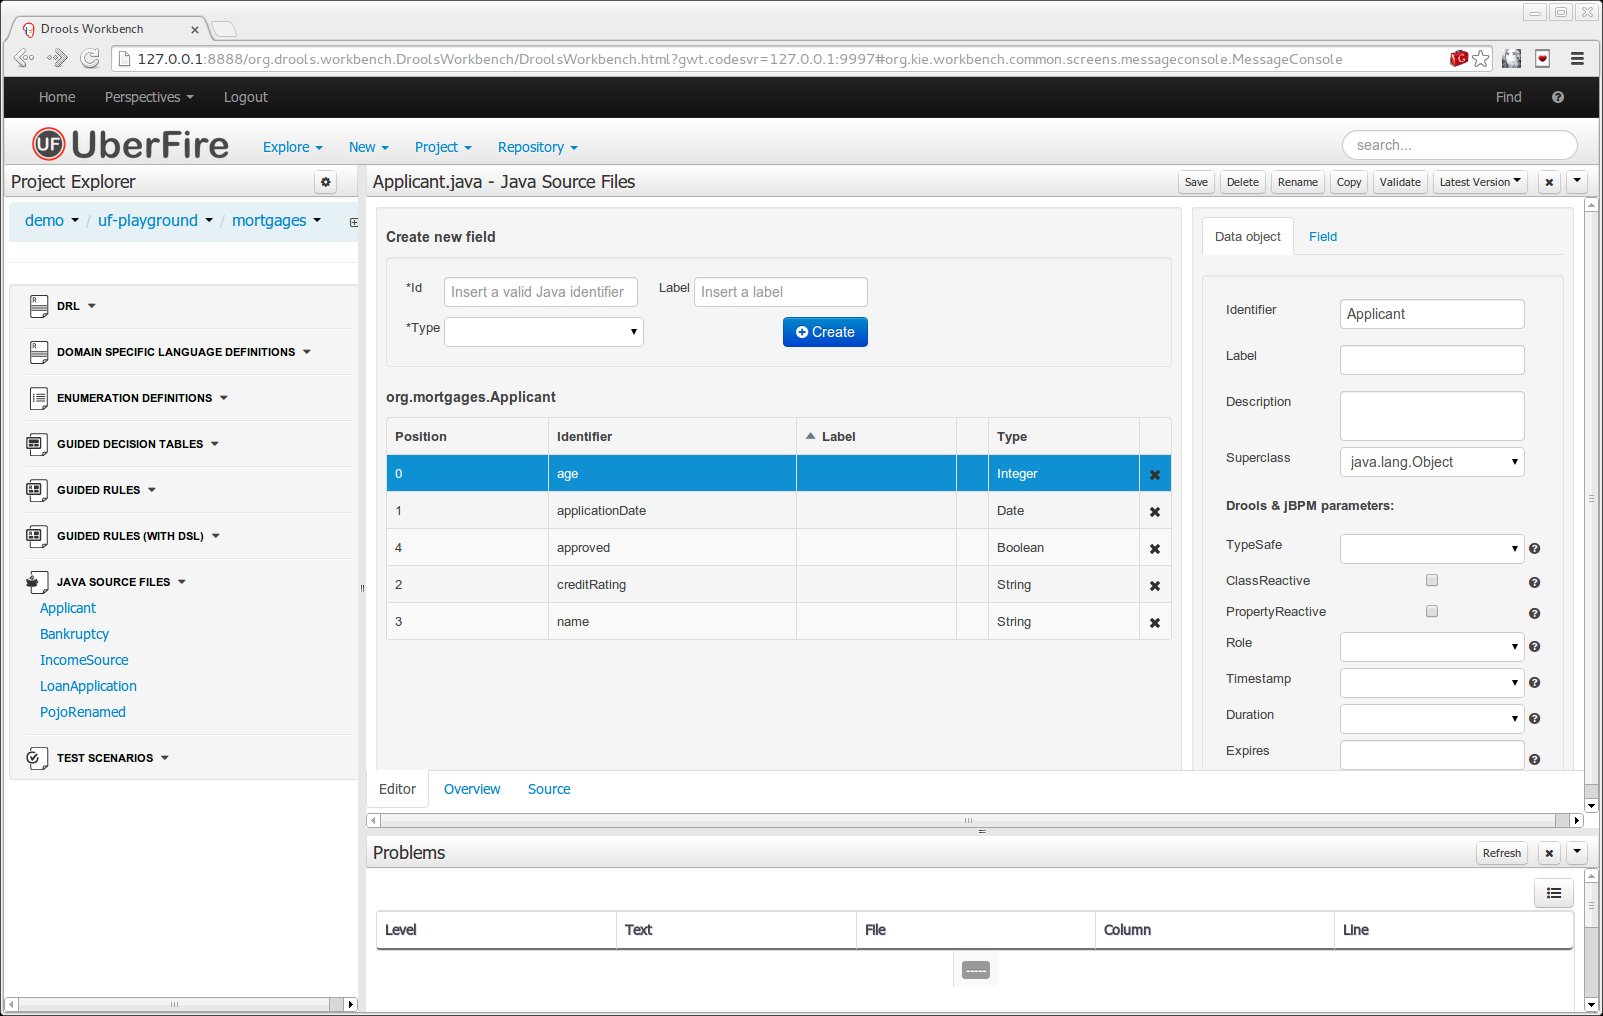 Drools Workbench
127.0.0.1:8888/org.drools.workbench.DroolsWorkbench/DroolsWorkbench.html?gwt.codesvr=127.0.0.1:9997#org.kie.workbench.common.screens.messageconsole.MessageConsole
Home Perspectives Logout Find
UF UberFire Explore New Project Repository search...
Project Explorer
demo / uf-playground / mortgages
DRL
DOMAIN SPECIFIC LANGUAGE DEFINITIONS
ENUMERATION DEFINITIONS
GUIDED DECISION TABLES
GUIDED RULES
GUIDED RULES (WITH DSL)
JAVA SOURCE FILES
Applicant
Bankruptcy
IncomeSource
LoanApplication
PojoRenamed
TEST SCENARIOS
Applicant.java - Java Source Files Save Delete Rename Copy Validate Latest Version
Create new field
*Id Insert a valid Java identifier Label Insert a label
*Type Create
org.mortgages.Applicant
Position Identifier Label Type
0 age Integer
1 applicationDate Date
4 approved Boolean
2 creditRating String
3 name String
Data object Field
Identifier Applicant
Label
Description
Superclass java.lang.Object
Drools & jBPM parameters:
TypeSafe
ClassReactive
PropertyReactive
Role
Timestamp
Duration
Expires
Editor Overview Source
Problems Refresh
Level Text File Column Line
-----